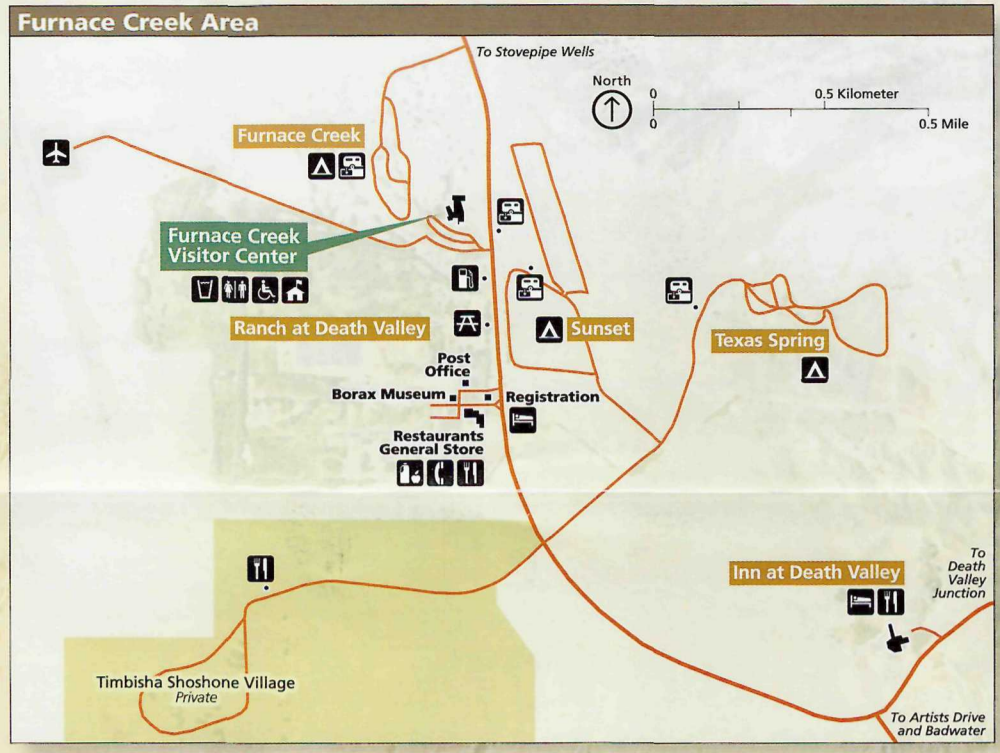 Furnace Creek Area
To Stovepipe Wells
North
0
0.5 Kilometer
0
0.5 Mile
Furnace Creek
Furnace Creek
Visitor Center
Ranch at Death Valley
Sunset
Texas Spring
Post
Office
Borax Museum
Registration
Restaurants
General Store
Inn at Death Valley
To
Death
Valley
Junction
Timbisha Shoshone Village
Private
To Artists Drive
and Badwater